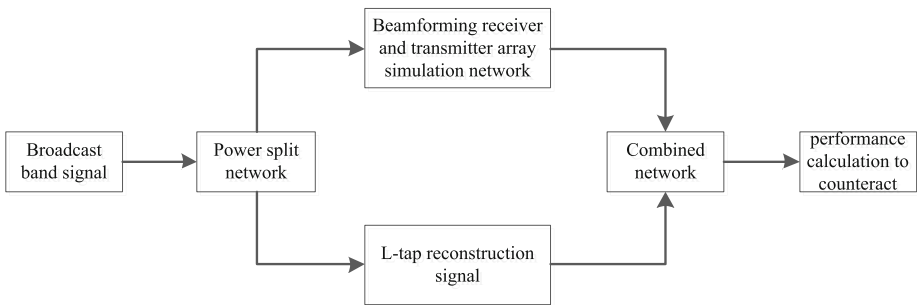 Beamforming receiver
and transmitter array
simulation network
Broadcast
band signal
Power split
network
Combined
network
performance
calculation to
counteract
L-tap reconstruction
signal